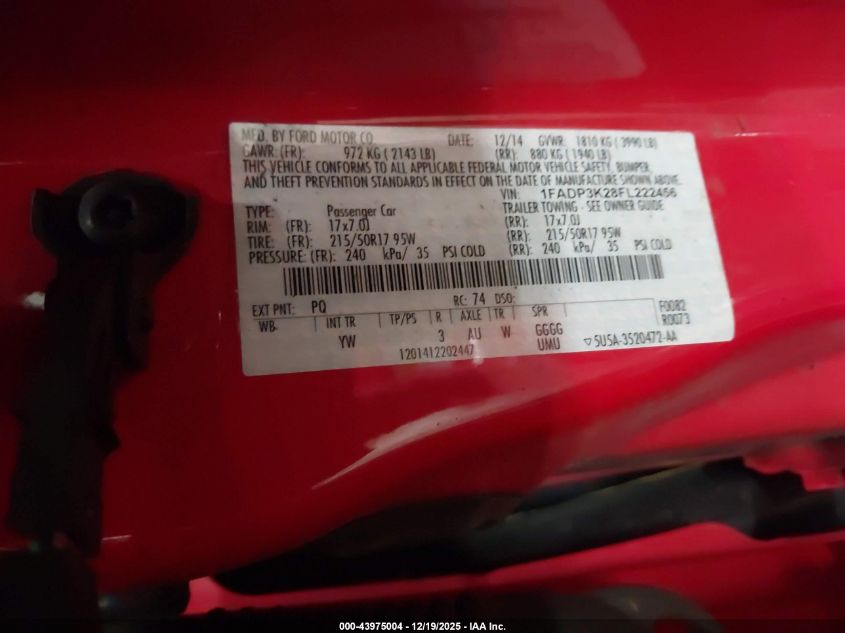 MFD. BY FORD MOTOR CO. DATE: 12/14 GVWR: 1810 KG ( 3990 LB)
GAWR: (FR): 972 KG ( 2143 LB) (RR): 880 KG ( 1940 LB)
THIS VEHICLE CONFORMS TO ALL APPLICABLE FEDERAL MOTOR VEHICLE SAFETY, BUMPER,
AND THEFT PREVENTION STANDARDS IN EFFECT ON THE DATE OF MANUFACTURE SHOWN ABOVE.
VIN: 1FADP3K28FL222456
TYPE: Passenger Car TRAILER TOWING - SEE OWNER GUIDE
RIM: (FR): 17x7.0J (RR): 17x7.0J
TIRE: (FR): 215/50R17 95W (RR): 215/50R17 95W
PRESSURE: (FR): 240 kPa/ 35 PSI COLD (RR): 240 kPa/ 35 PSI COLD
EXT PNT: PQ RC: 74 DSO: F0082
WB INT TR TP/PS R AXLE TR SPR R0073
YW 3 AU W GGGG
1201412202447 UMU ▽5U5A-3520472-AA
000-43975004 - 12/19/2025 - IAA Inc.